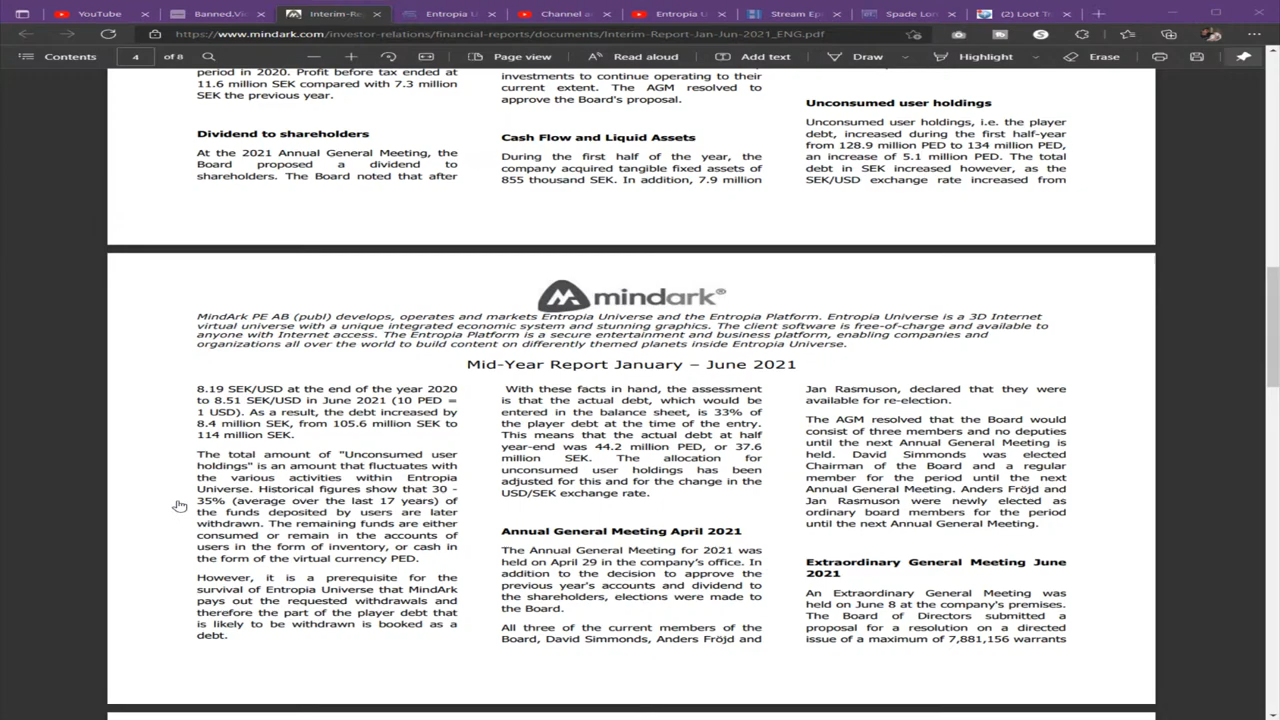 YouTube
Banned.Vi
Interim-Re
Entropia U
Channel a
Entropia U
Stream Ep
Spade Lo
(2) Loot T
https://www.mindark.com/investor-relations/financial-reports/documents/Interim-Report-Jan-Jun-2021_ENG.pdf
Contents
4
of 8
Page view
Read aloud
Add text
Draw
Highlight
Erase
period in 2020. Profit before tax ended at
11.6 million SEK compared with 7.3 million
SEK the previous year.
Dividend to shareholders
At the 2021 Annual General Meeting, the
Board proposed a dividend to
shareholders. The Board noted that after
investments to continue operating to their
current extent. The AGM resolved to
approve the Board's proposal.
Cash Flow and Liquid Assets
During the first half of the year, the
company acquired tangible fixed assets of
855 thousand SEK. In addition, 7.9 million
Unconsumed user holdings
Unconsumed user holdings, i.e. the player
debt, increased during the first half-year
from 128.9 million PED to 134 million PED,
an increase of 5.1 million PED. The total
debt in SEK increased however, as the
SEK/USD exchange rate increased from
mindark®
MindArk PE AB (publ) develops, operates and markets Entropia Universe and the Entropia Platform. Entropia Universe is a 3D Internet
virtual universe with a unique integrated economic system and stunning graphics. The client software is free-of-charge and available to
anyone with Internet access. The Entropia Platform is a secure entertainment and business platform, enabling companies and
organizations all over the world to build content on differently themed planets inside Entropia Universe.
Mid-Year Report January – June 2021
8.19 SEK/USD at the end of the year 2020
to 8.51 SEK/USD in June 2021 (10 PED =
1 USD). As a result, the debt increased by
8.4 million SEK, from 105.6 million SEK to
114 million SEK.
The total amount of "Unconsumed user
holdings" is an amount that fluctuates with
the various activities within Entropia
Universe. Historical figures show that 30 -
35% (average over the last 17 years) of
the funds deposited by users are later
withdrawn. The remaining funds are either
consumed or remain in the accounts of
users in the form of inventory, or cash in
the form of the virtual currency PED.
However, it is a prerequisite for the
survival of Entropia Universe that MindArk
pays out the requested withdrawals and
therefore the part of the player debt that
is likely to be withdrawn is booked as a
debt.
With these facts in hand, the assessment
is that the actual debt, which would be
entered in the balance sheet, is 33% of
the player debt at the time of the entry.
This means that the actual debt at half
year-end was 44.2 million PED, or 37.6
million SEK. The allocation for
unconsumed user holdings has been
adjusted for this and for the change in the
USD/SEK exchange rate.
Annual General Meeting April 2021
The Annual General Meeting for 2021 was
held on April 29 in the company's office. In
addition to the decision to approve the
previous year's accounts and dividend to
the shareholders, elections were made to
the Board.
All three of the current members of the
Board, David Simmonds, Anders Fröjd and
Jan Rasmuson, declared that they were
available for re-election.
The AGM resolved that the Board would
consist of three members and no deputies
until the next Annual General Meeting is
held. David Simmonds was elected
Chairman of the Board and a regular
member for the period until the next
Annual General Meeting. Anders Fröjd and
Jan Rasmuson were newly elected as
ordinary board members for the period
until the next Annual General Meeting.
Extraordinary General Meeting June
2021
An Extraordinary General Meeting was
held on June 8 at the company's premises.
The Board of Directors submitted a
proposal for a resolution on a directed
issue of a maximum of 7,881,156 warrants